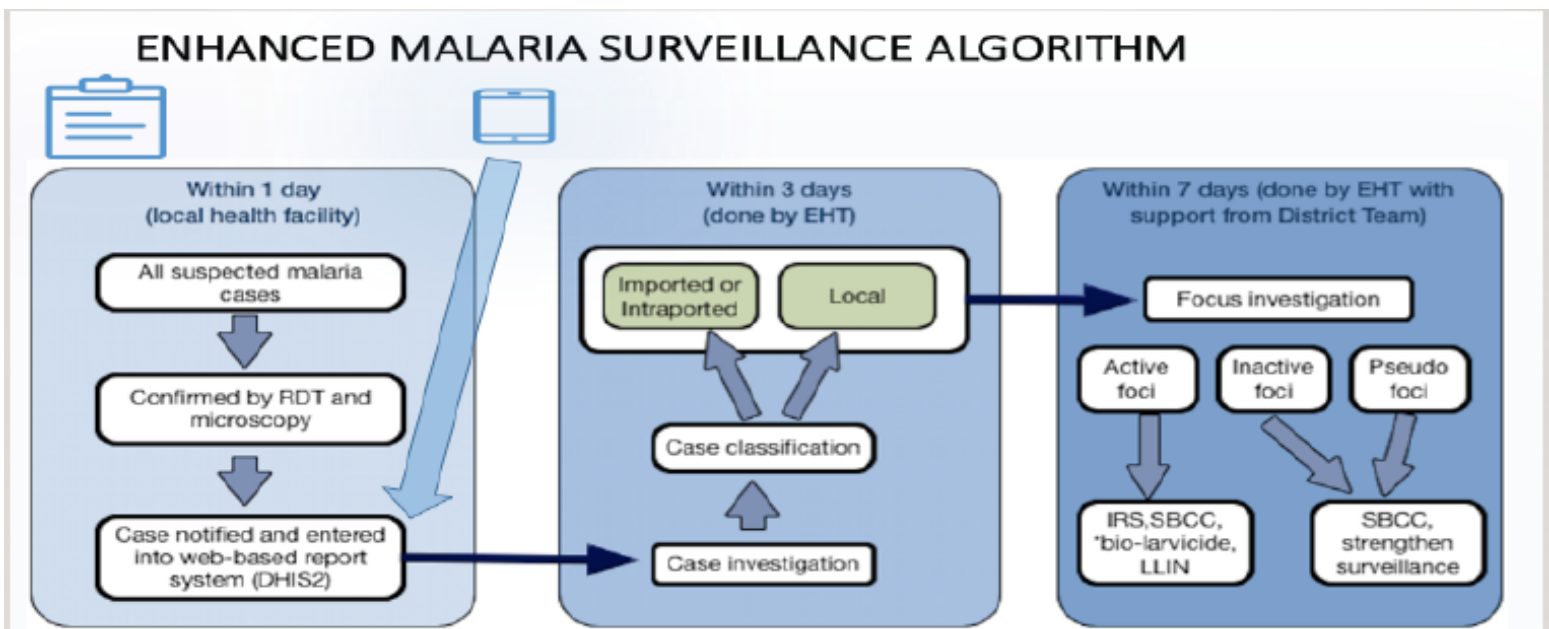 ENHANCED MALARIA SURVEILLANCE ALGORITHM
Within 1 day
(local health facility)
All suspected malaria
cases
Confirmed by RDT and
microscopy
Case notified and entered
into web-based report
system (DHIS2)
Within 3 days
(done by EHT)
Imported or
Intraported
Local
Case classification
Case investigation
Within 7 days (done by EHT with
support from District Team)
Focus investigation
Active
foci
Inactive
foci
Pseudo
foci
IRS,SBCC,
*bio-larvicide,
LLIN
SBCC,
strengthen
surveillance